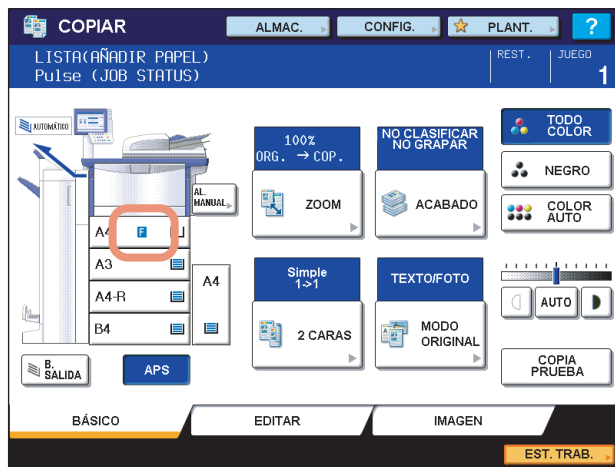 COPIAR
ALMAC.
CONFIG.
PLANT.
?
LISTA(AÑADIR PAPEL)
Pulse (JOB STATUS)
REST.
JUEGO
1
AUTOMÁTICO
AL.
MANUAL
A4
F
A3
A4-R
B4
A4
B.
SALIDA
APS
100%
ORG. → COP.
ZOOM
NO CLASIFICAR
NO GRAPAR
ACABADO
Simple
1->1
2 CARAS
TEXTO/FOTO
MODO
ORIGINAL
TODO
COLOR
NEGRO
COLOR
AUTO
AUTO
COPIA
PRUEBA
BÁSICO
EDITAR
IMAGEN
EST. TRAB.